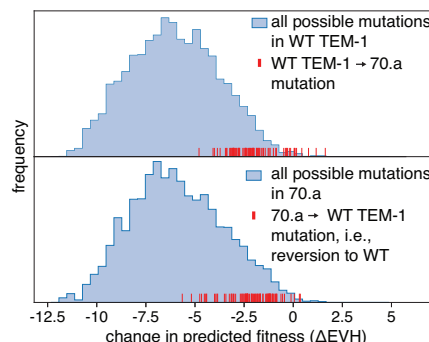 all possible mutations
in WT TEM-1
WT TEM-1 → 70.a
mutation
frequency
all possible mutations
in 70.a
70.a → WT TEM-1
mutation, i.e.,
reversion to WT
-12.5 -10 -7.5 -5 -2.5 0 2.5 5
change in predicted fitness (ΔEVH)